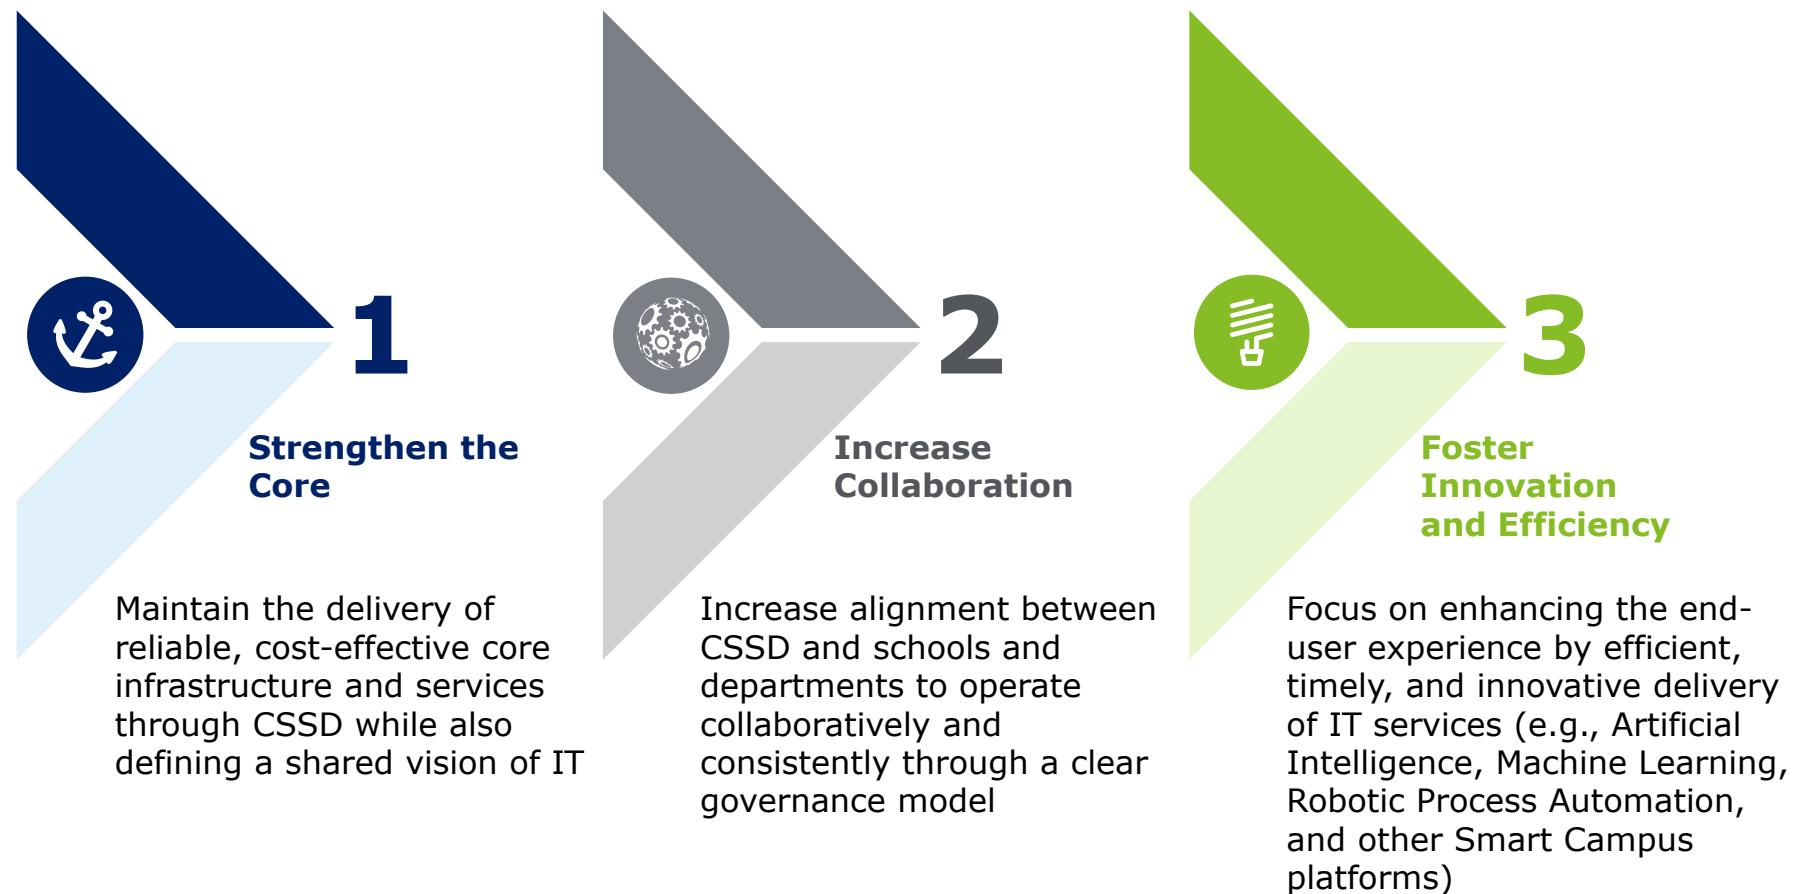 1
Strengthen the
Core
Maintain the delivery of
reliable, cost-effective core
infrastructure and services
through CSSD while also
defining a shared vision of IT
2
Increase
Collaboration
Increase alignment between
CSSD and schools and
departments to operate
collaboratively and
consistently through a clear
governance model
3
Foster
Innovation
and Efficiency
Focus on enhancing the end-
user experience by efficient,
timely, and innovative delivery
of IT services (e.g., Artificial
Intelligence, Machine Learning,
Robotic Process Automation,
and other Smart Campus
platforms)